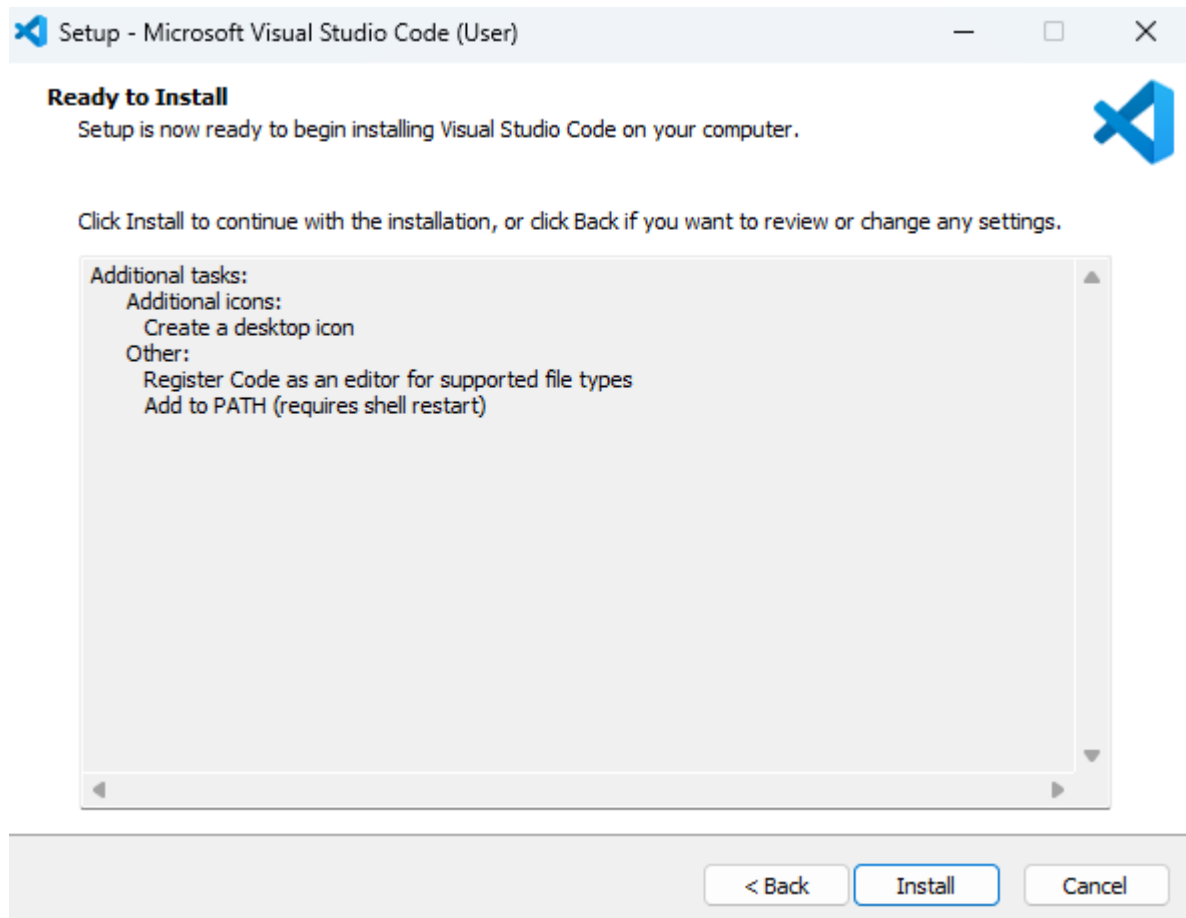 Setup - Microsoft Visual Studio Code (User)
Ready to Install
Setup is now ready to begin installing Visual Studio Code on your computer.
Click Install to continue with the installation, or click Back if you want to review or change any settings.
Additional tasks:
Additional icons:
Create a desktop icon
Other:
Register Code as an editor for supported file types
Add to PATH (requires shell restart)
< Back Install Cancel